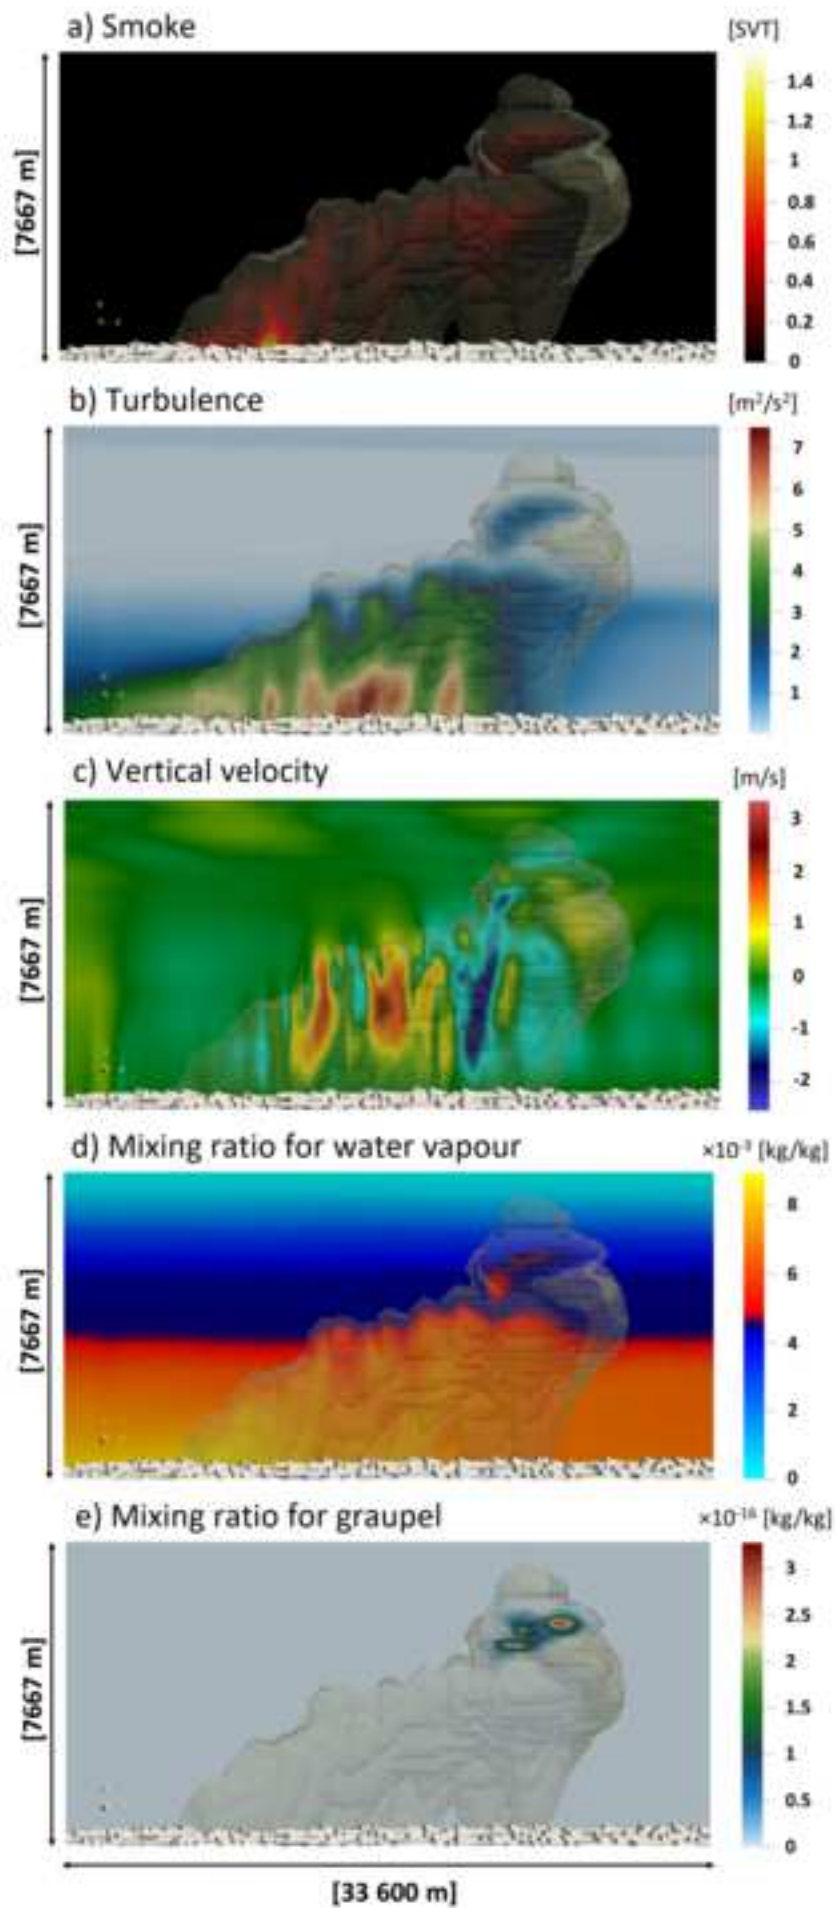 a) Smoke
[SVT]
[7667 m]
1.4
1.2
1
0.8
0.6
0.4
0.2
0
b) Turbulence
[m²/s²]
[7667 m]
7
6
5
4
3
2
1
c) Vertical velocity
[m/s]
[7667 m]
3
2
1
0
-1
-2
d) Mixing ratio for water vapour
×10⁻³ [kg/kg]
[7667 m]
8
6
4
2
0
e) Mixing ratio for graupel
×10⁻¹⁶ [kg/kg]
[7667 m]
3
2.5
2
1.5
1
0.5
0
[33 600 m]